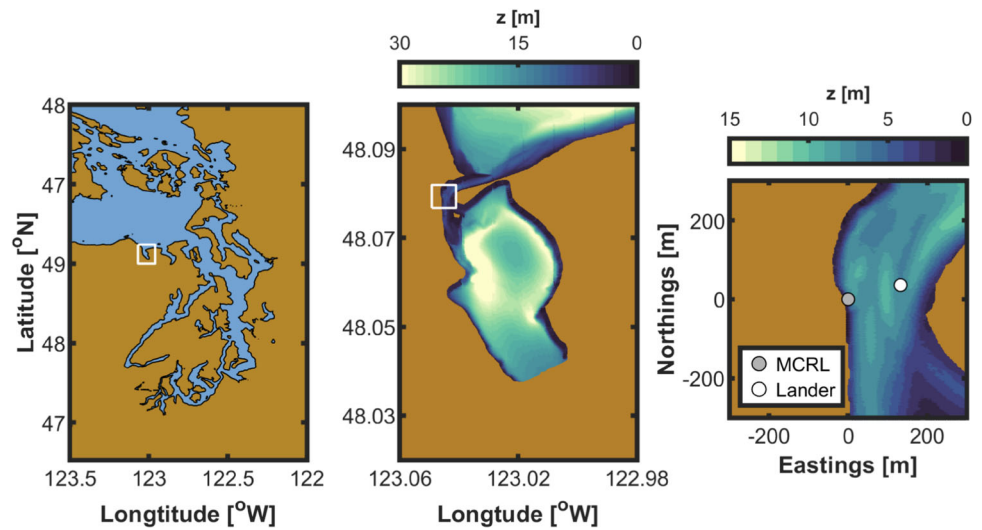 z [m]
30 15 0
z [m]
15 10 5 0
48
47
49
48
47
Latitude [°N]
123.5 123 122.5 122
Longtitude [°W]
48.09
48.07
48.05
48.03
123.06 123.02 122.98
Longtude [°W]
200
0
-200
Northings [m]
MCRL
Lander
-200 0 200
Eastings [m]